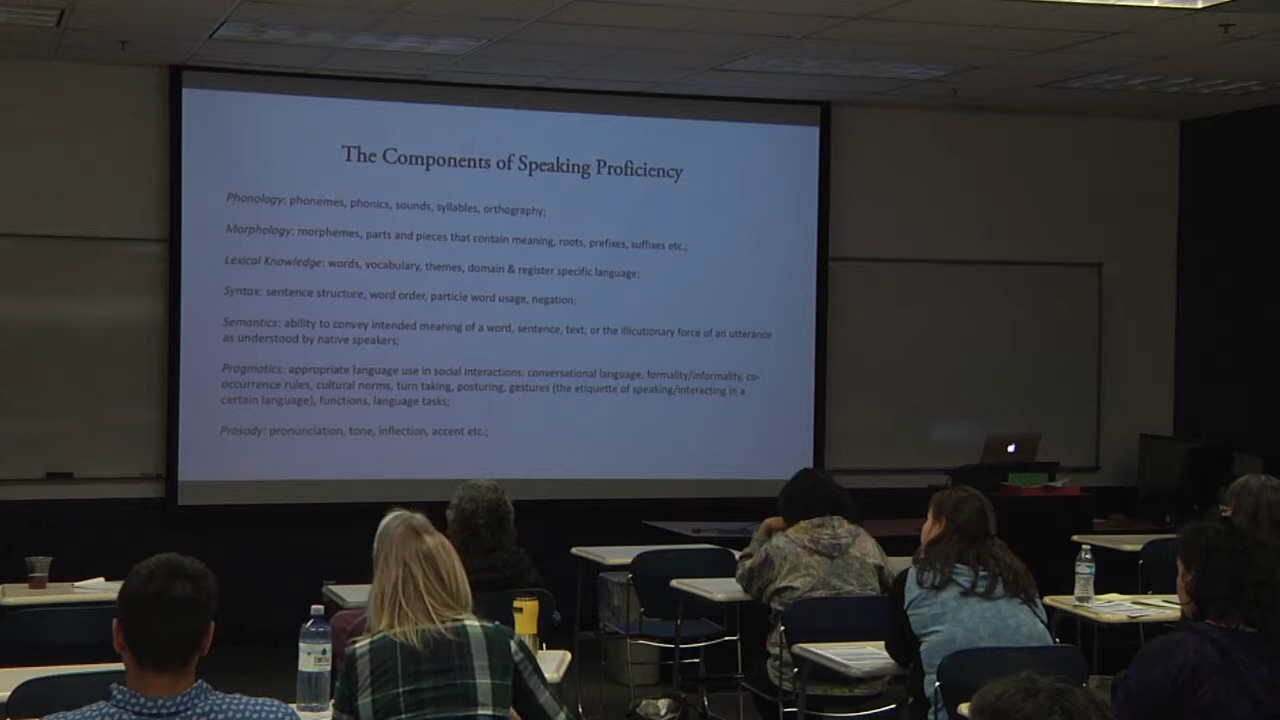 The Components of Speaking Proficiency
Phonology: phonemes, phonics, sounds, syllables, orthography;
Morphology: morphemes, parts and pieces that contain meaning, roots, prefixes, suffixes etc.;
Lexical Knowledge: words, vocabulary, themes, domain & register specific language;
Syntax: sentence structure, word order, particle word usage, negation;
Semantics: ability to convey intended meaning of a word, sentence, text; or the illicutionary force of an utterance
as understood by native speakers;
Pragmatics: appropriate language use in social interactions: conversational language, formality/informality, co-
occurrence rules, cultural norms, turn taking, posturing, gestures (the etiquette of speaking/interacting in a
certain language), functions, language tasks;
Prosody: pronunciation, tone, inflection, accent etc.;